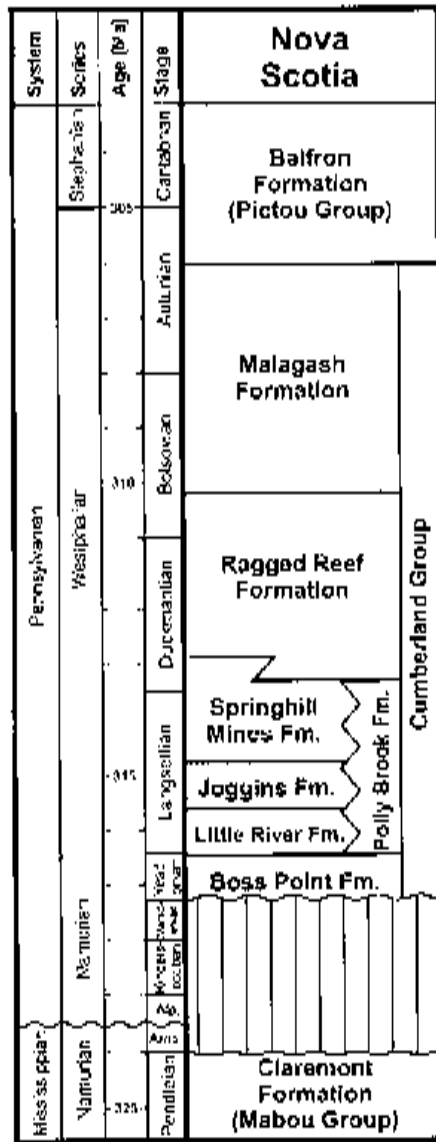 System
Series
Age (Ma)
Stage
Nova
Scotia
Stephanian
Cantabrian
305
Balfron
Formation
(Pictou Group)
Pennsylvanian
Westphalian
Malagash
Formation
310
Bolsovian
Ragged Reef
Formation
Duckmantian
Cumberland Group
Springhill
Mines Fm.
Polly Brook Fm.
Langsettian
315
Joggins Fm.
Little River Fm.
Boss Point Fm.
Namurian
Mississippian
Namurian
325
Pendleian
Claremont
Formation
(Mabou Group)